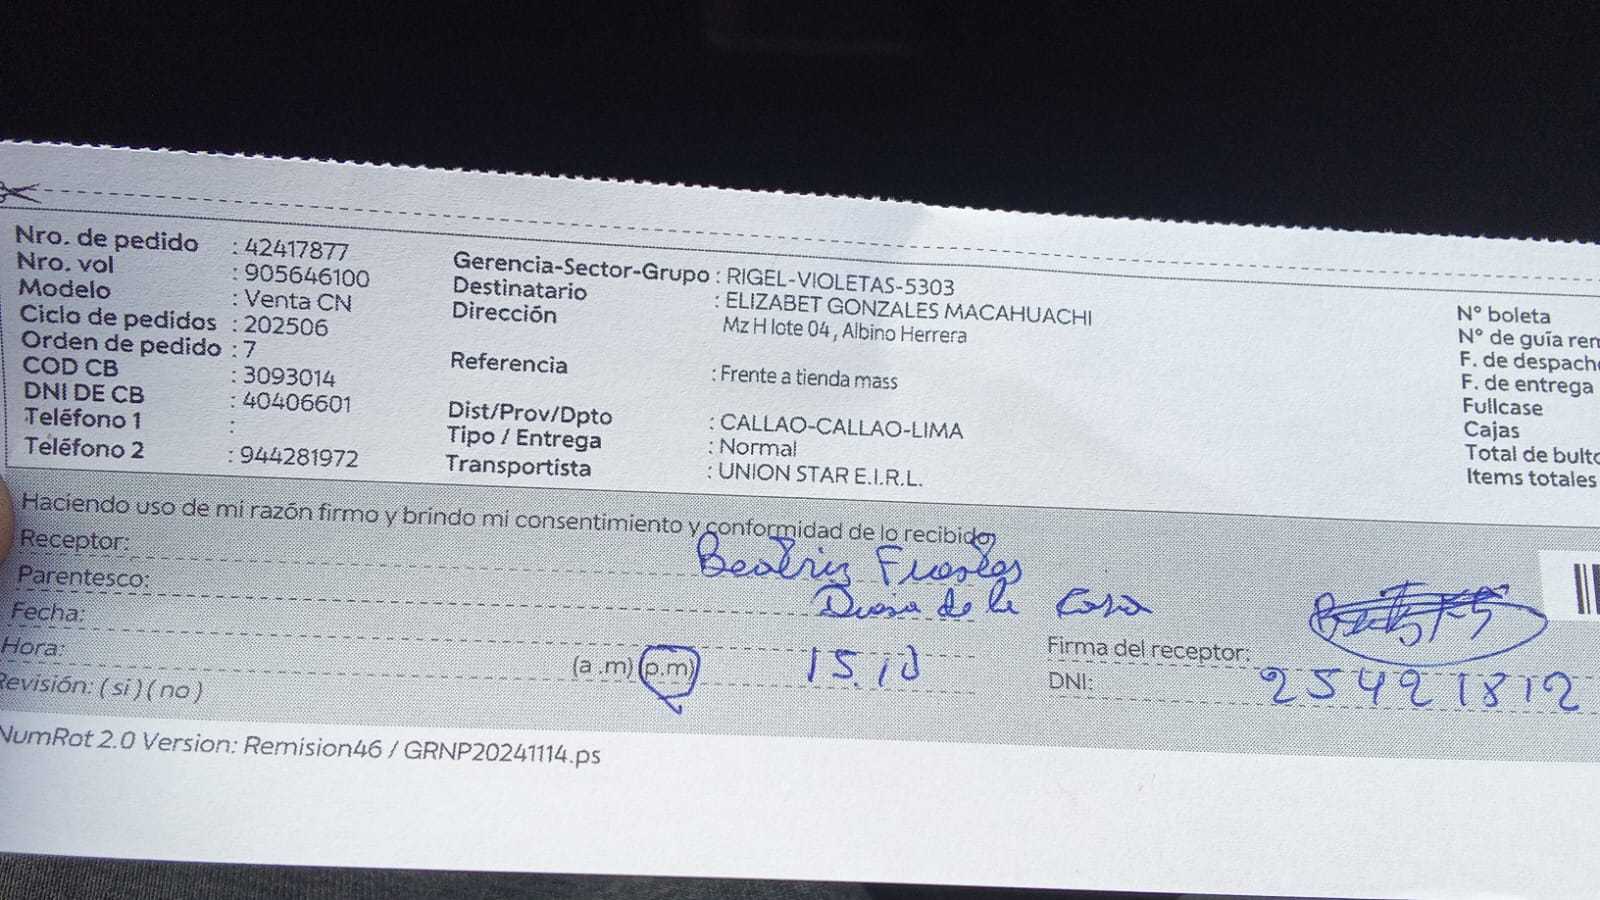 Nro. de pedido : 42417877
Nro. vol : 905646100
Modelo : Venta CN
Ciclo de pedidos : 202506
Orden de pedido : 7
COD CB : 3093014
DNI DE CB : 40406601
Teléfono 1 :
Teléfono 2 : 944281972
Gerencia-Sector-Grupo : RIGEL-VIOLETAS-5303
Destinatario : ELIZABET GONZALES MACAHUACHI
Dirección Mz H lote 04 , Albino Herrera
Referencia : Frente a tienda mass
Dist/Prov/Dpto : CALLAO-CALLAO-LIMA
Tipo / Entrega : Normal
Transportista : UNION STAR E.I.R.L.
N° boleta
N° de guía rem
F. de despacho
F. de entrega
Fullcase
Cajas
Total de bulto
Items totales
Haciendo uso de mi razón firmo y brindo mi consentimiento y conformidad de lo recibido
Receptor: Beatriz
Parentesco: Dueña de la Casa
Fecha:
Hora: (a .m) (p.m) 15.10
Revisión: ( si ) ( no )
Firma del receptor:
DNI: 25421812
NumRot 2.0 Version: Remision46 / GRNP20241114.ps